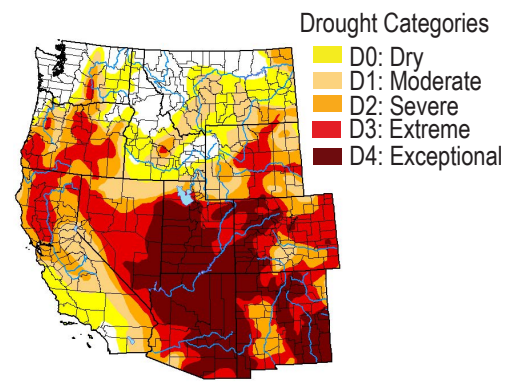 Drought Categories
D0: Dry
D1: Moderate
D2: Severe
D3: Extreme
D4: Exceptional